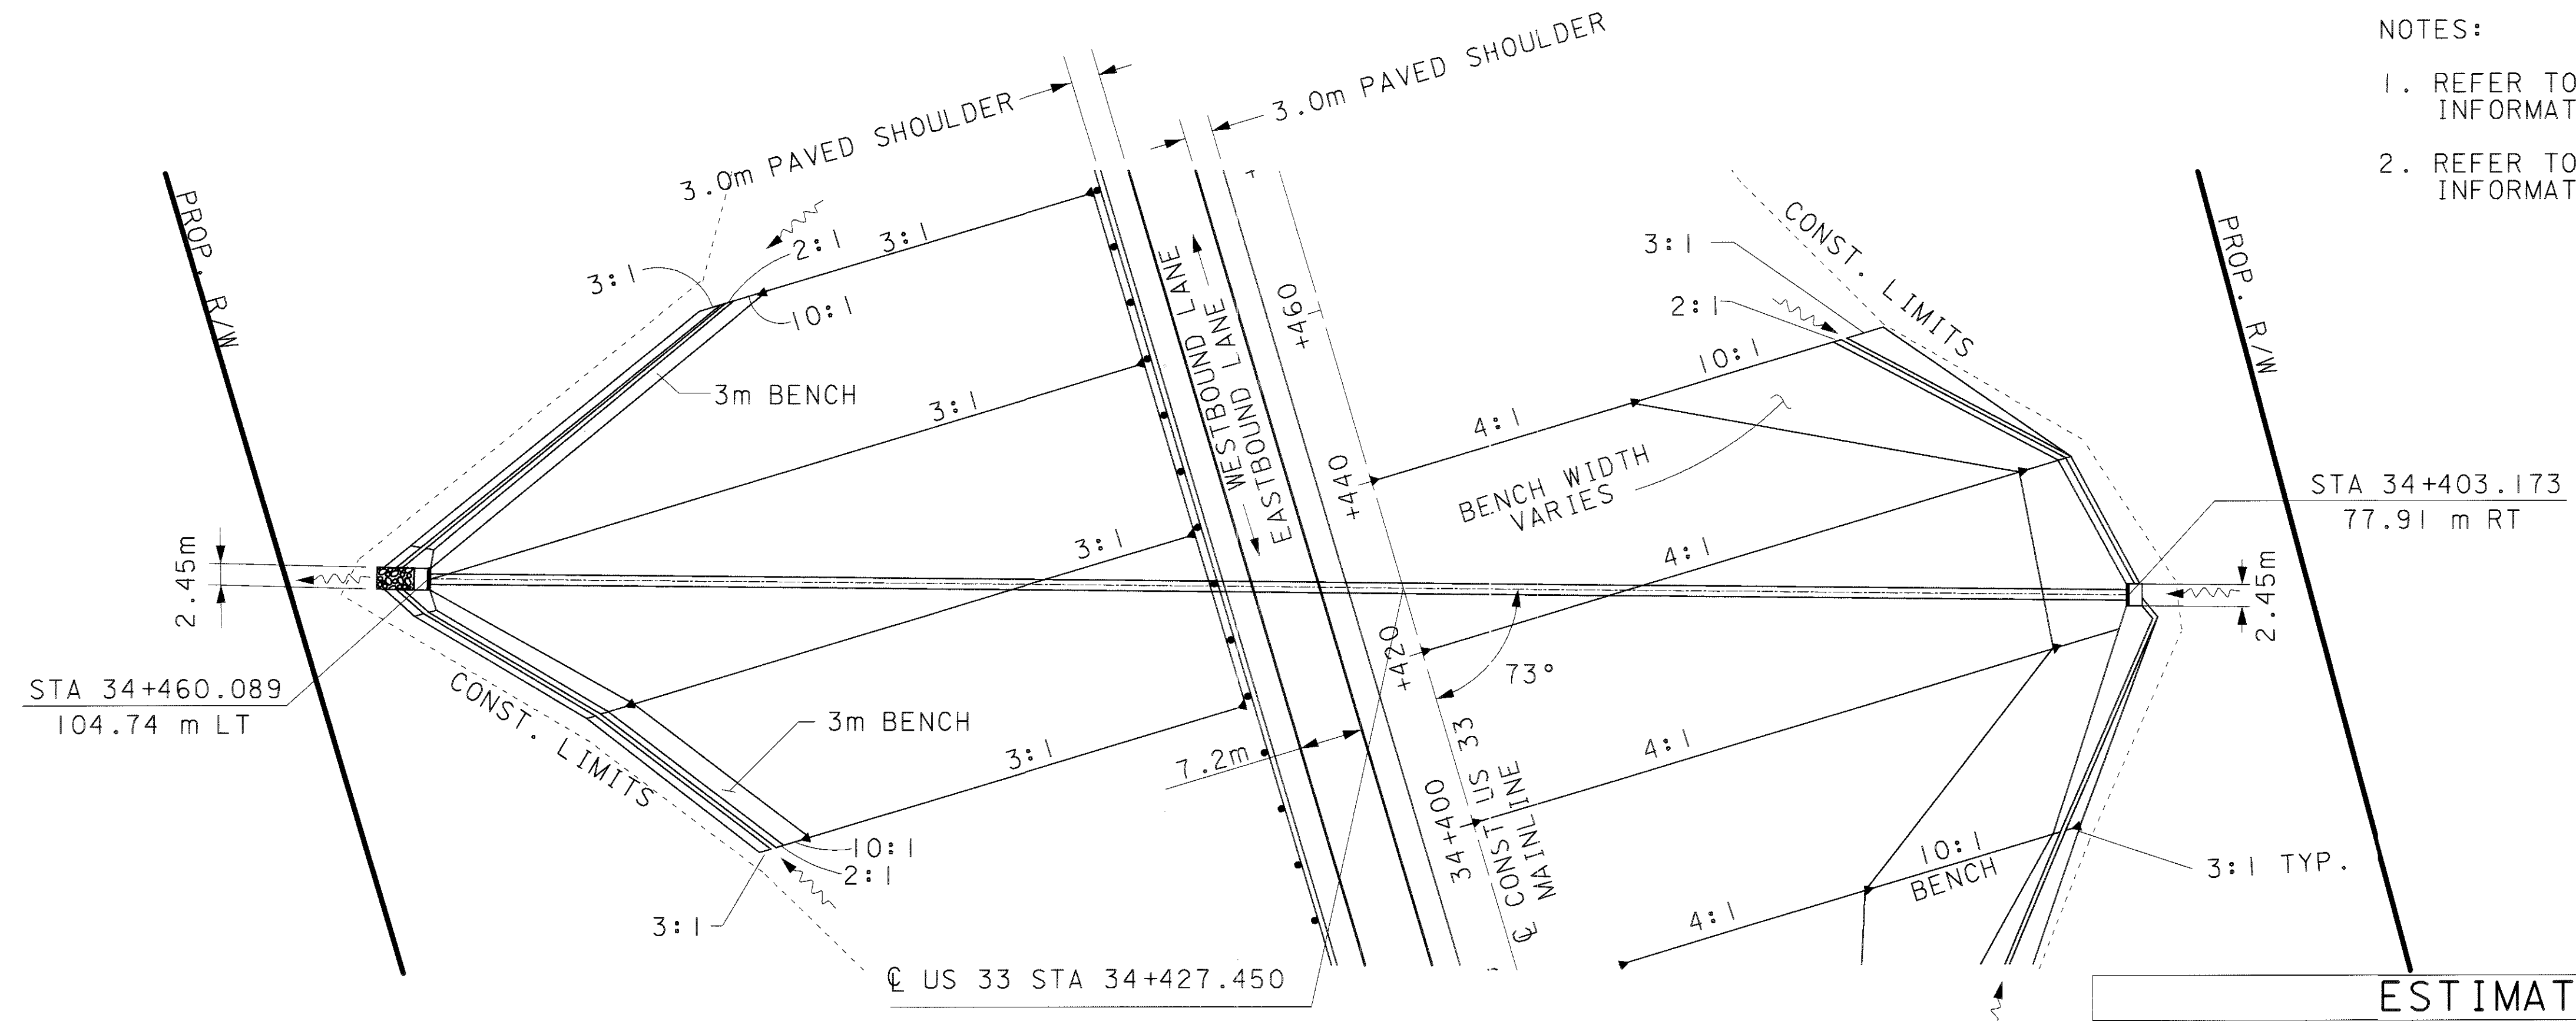 NOTES:
1. REFER TO
INFORMAT
2. REFER TO
INFORMAT
3.0m PAVED SHOULDER
3.0m PAVED SHOULDER
PROP. R/W
PROP. R/W
3:1
2:1
3:1
10:1
3m BENCH
3:1
WESTBOUND LANE
EASTBOUND LANE
+460
CONST. LIMITS
3:1
2:1
10:1
4:1
BENCH WIDTH
VARIES
+440
STA 34+403.173
77.91 m RT
2.45m
2.45m
3:1
4:1
+420
73°
STA 34+460.089
104.74 m LT
CONST. LIMITS
3m BENCH
3:1
7.2m
4:1
34+400
℄ CONST US 33
MAINLINE
10:1
2:1
3:1
10:1
BENCH
3:1 TYP.
4:1
℄ US 33 STA 34+427.450
ESTIMAT